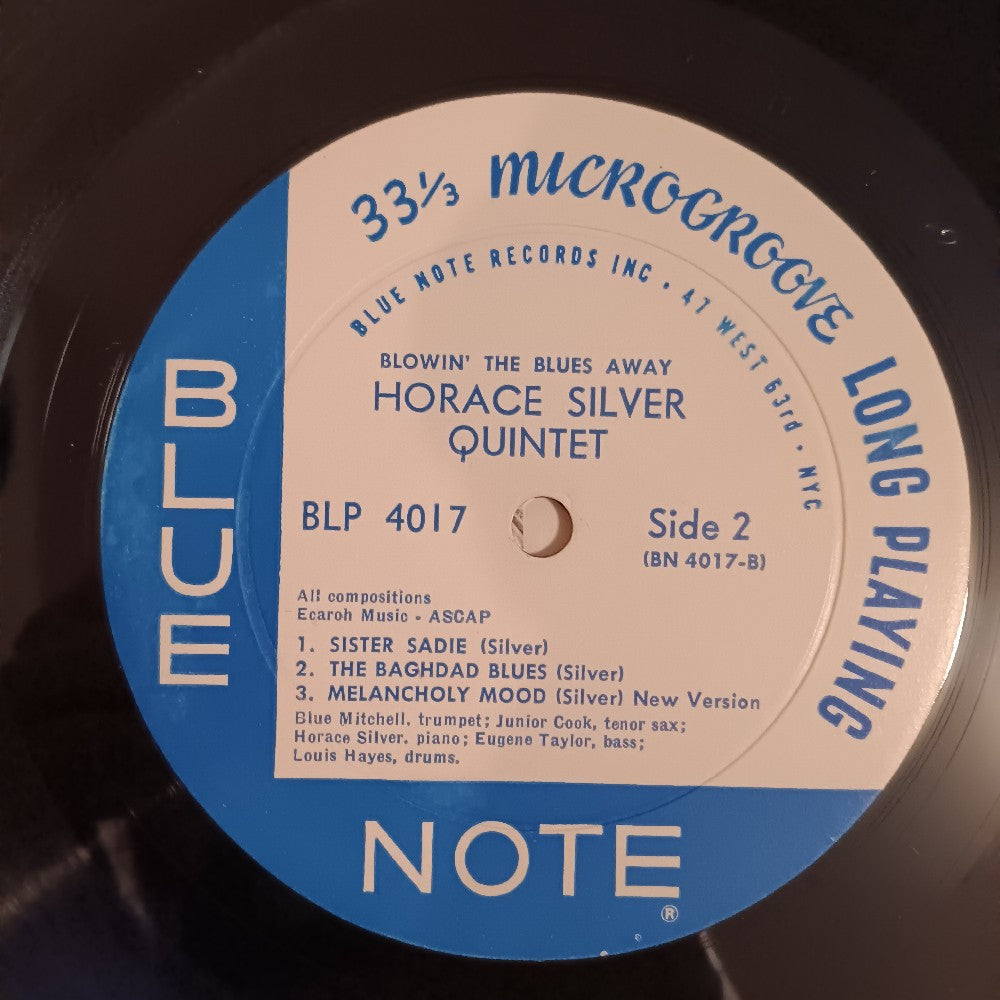 33⅓ MICROGROOVE LONG PLAYING
BLUE NOTE RECORDS INC • 47 WEST 63rd • NYC
BLOWIN' THE BLUES AWAY
HORACE SILVER
QUINTET
BLP 4017
Side 2
(BN 4017-B)
All compositions
Ecaroh Music - ASCAP
1. SISTER SADIE (Silver)
2. THE BAGHDAD BLUES (Silver)
3. MELANCHOLY MOOD (Silver) New Version
Blue Mitchell, trumpet; Junior Cook, tenor sax;
Horace Silver, piano; Eugene Taylor, bass;
Louis Hayes, drums.
BLUE
NOTE
®